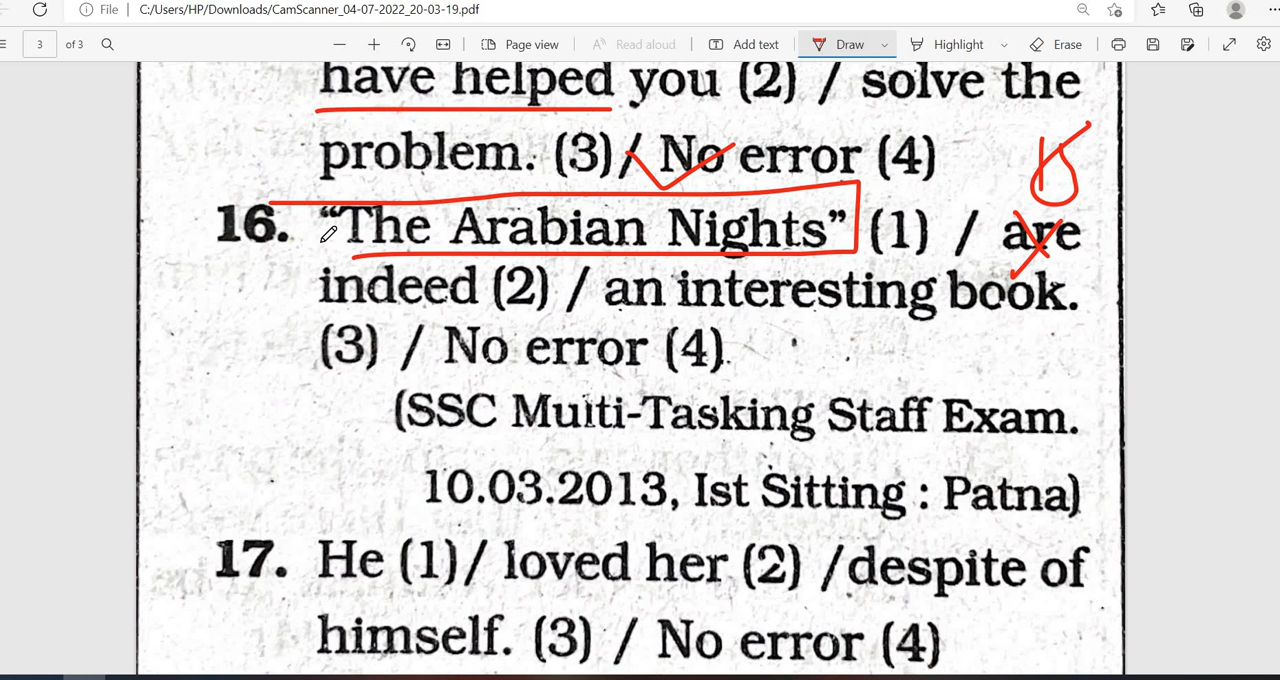 File C:/Users/HP/Downloads/CamScanner_04-07-2022_20-03-19.pdf
3 of 3 Page view Read aloud Add text Draw Highlight Erase
have helped you (2) / solve the
problem. (3)/ No error (4)
is
16. “The Arabian Nights” (1) / are
indeed (2) / an interesting book.
(3) / No error (4)
(SSC Multi-Tasking Staff Exam.
10.03.2013, Ist Sitting : Patna)
17. He (1)/ loved her (2) /despite of
himself. (3) / No error (4)